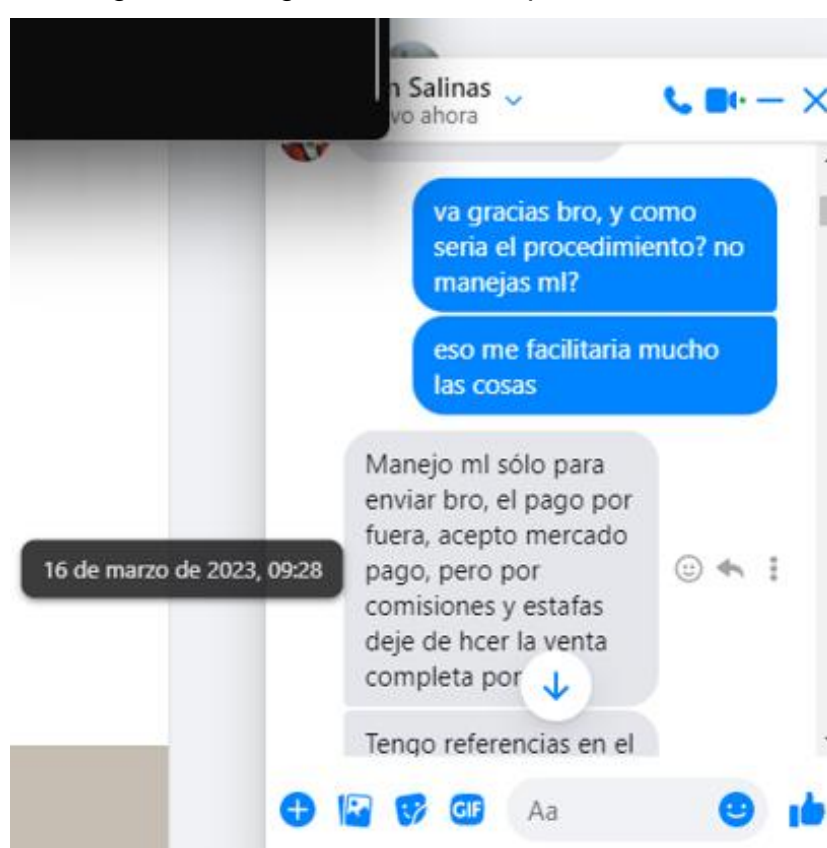 Salinas
ahora
va gracias bro, y como
seria el procedimiento? no
manejas ml?
eso me facilitaria mucho
las cosas
Manejo ml sólo para
enviar bro, el pago por
fuera, acepto mercado
pago, pero por
comisiones y estafas
deje de hcer la venta
completa por
16 de marzo de 2023, 09:28
Tengo referencias en el
GIF
Aa